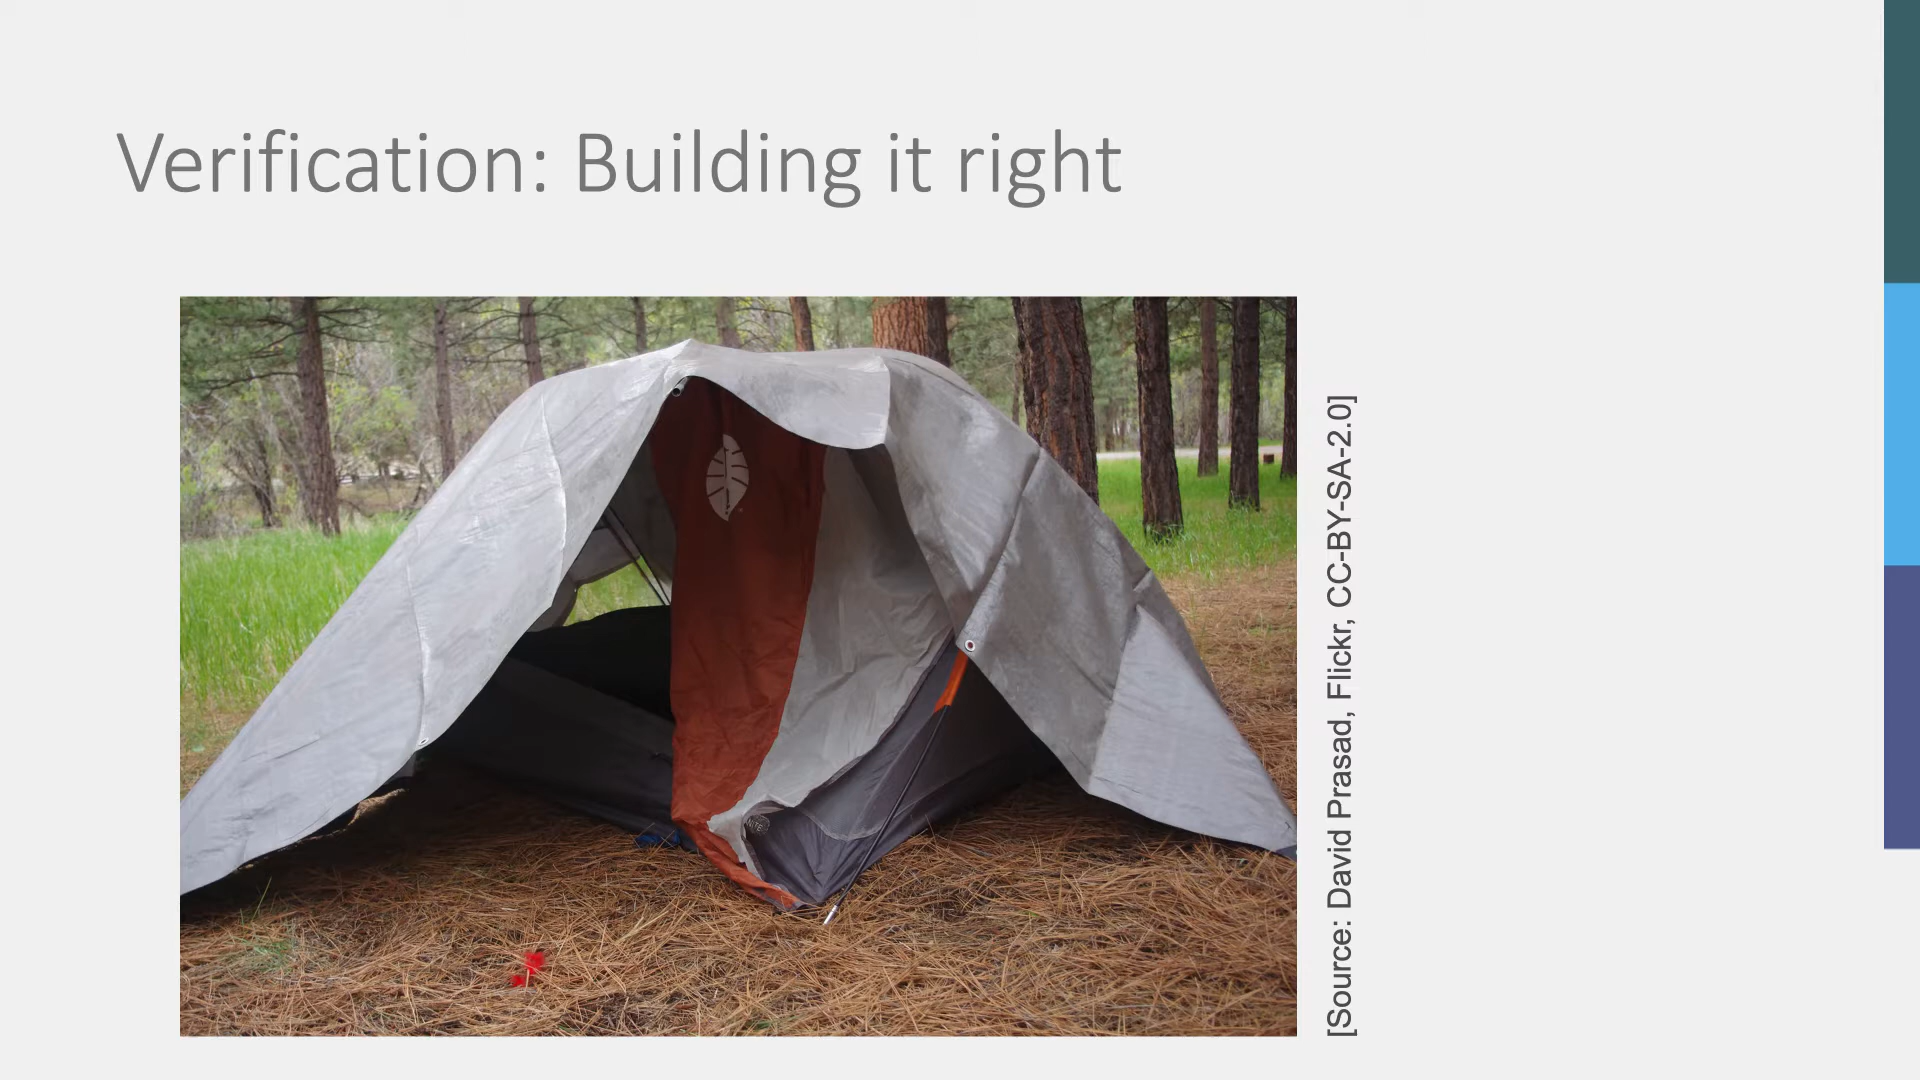 Verification: Building it right
[Source: David Prasad, Flickr, CC-BY-SA-2.0]